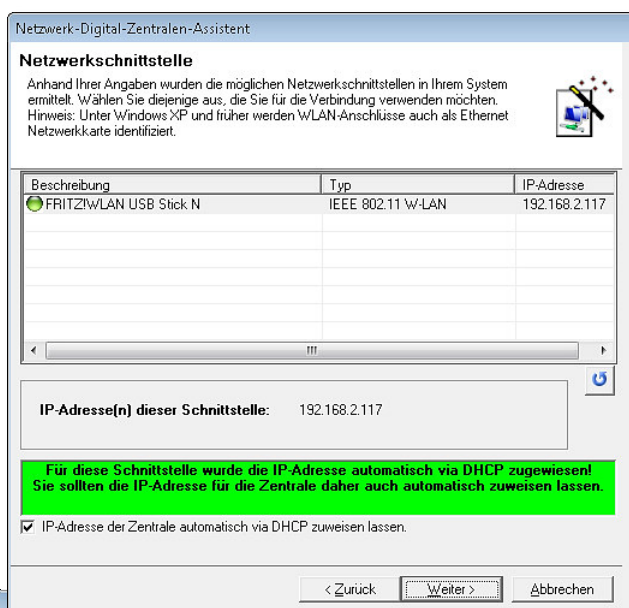 Netzwerk-Digital-Zentralen-Assistent
Netzwerkschnittstelle
Anhand Ihrer Angaben wurden die möglichen Netzwerkschnittstellen in Ihrem System
ermittelt. Wählen Sie diejenige aus, die Sie für die Verbindung verwenden möchten.
Hinweis: Unter Windows XP und früher werden WLAN-Anschlüsse auch als Ethernet
Netzwerkkarte identifiziert.
Beschreibung Typ IP-Adresse
FRITZ!WLAN USB Stick N IEEE 802.11 W-LAN 192.168.2.117
IP-Adresse(n) dieser Schnittstelle: 192.168.2.117
Für diese Schnittstelle wurde die IP-Adresse automatisch via DHCP zugewiesen!
Sie sollten die IP-Adresse für die Zentrale daher auch automatisch zuweisen lassen.
IP-Adresse der Zentrale automatisch via DHCP zuweisen lassen.
< Zurück Weiter > Abbrechen